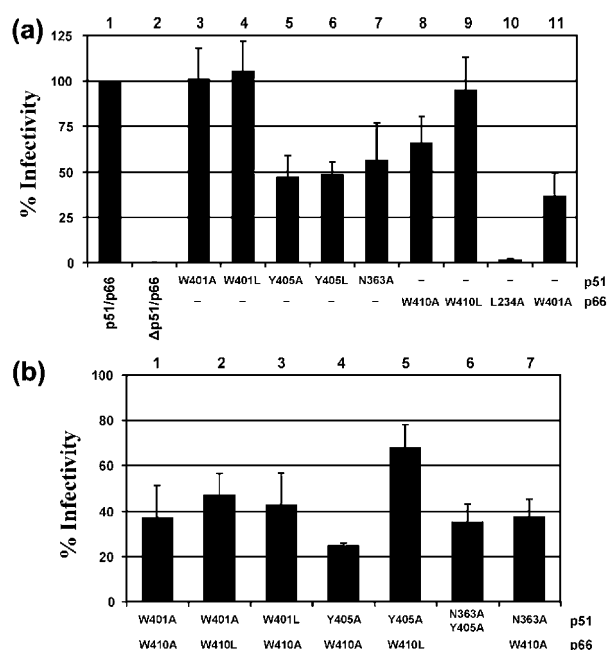 (a)
1 2 3 4 5 6 7 8 9 10 11
% Infectivity
125
100
75
50
25
0
p51/p66
Δp51/p66
W401A W401L Y405A Y405L N363A – – – – p51
– – – – – W410A W410L L234A W401A p66
(b)
1 2 3 4 5 6 7
% Infectivity
100
80
60
40
20
0
W401A W401A W401L Y405A Y405A N363A N363A p51
Y405A
W410A W410L W410A W410A W410L W410A p66